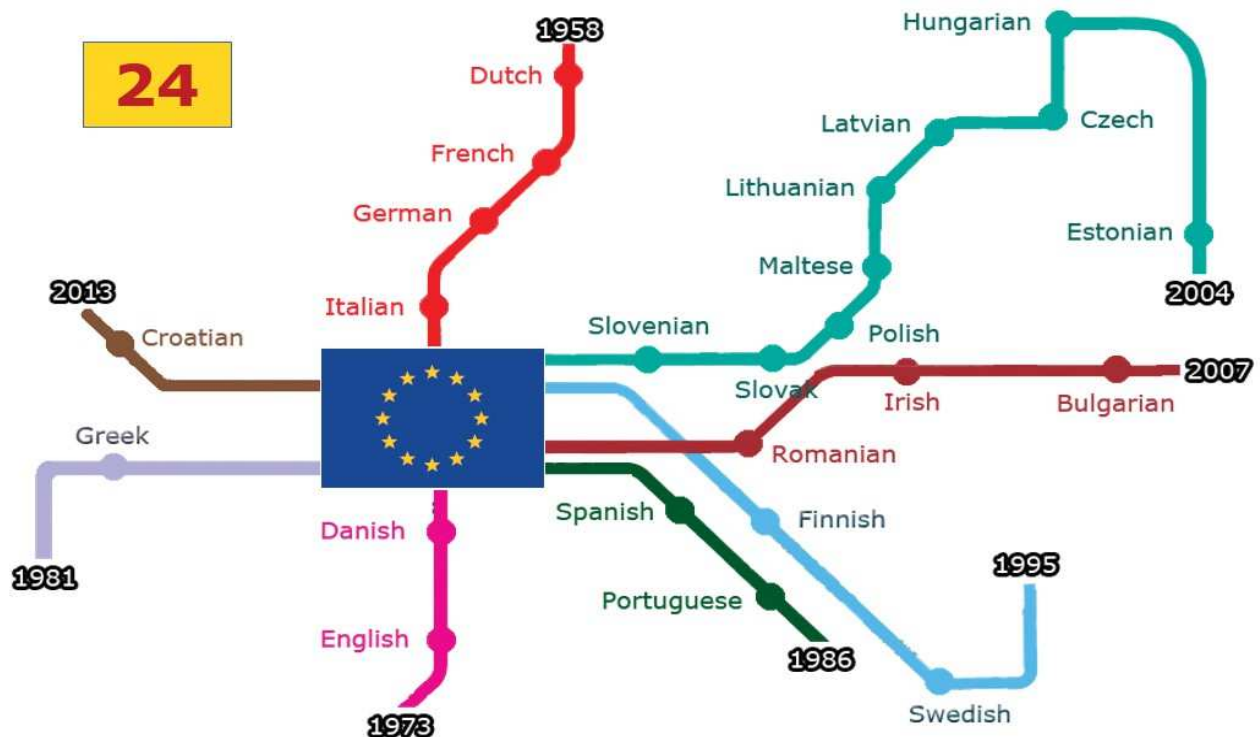 24
1958
Dutch
French
German
Italian
Hungarian
Latvian
Czech
Lithuanian
Estonian
Maltese
2004
Polish
Slovenian
Slovak
2013
Croatian
2007
Irish
Bulgarian
Romanian
Greek
1981
Danish
English
1973
Spanish
Portuguese
1986
Finnish
1995
Swedish